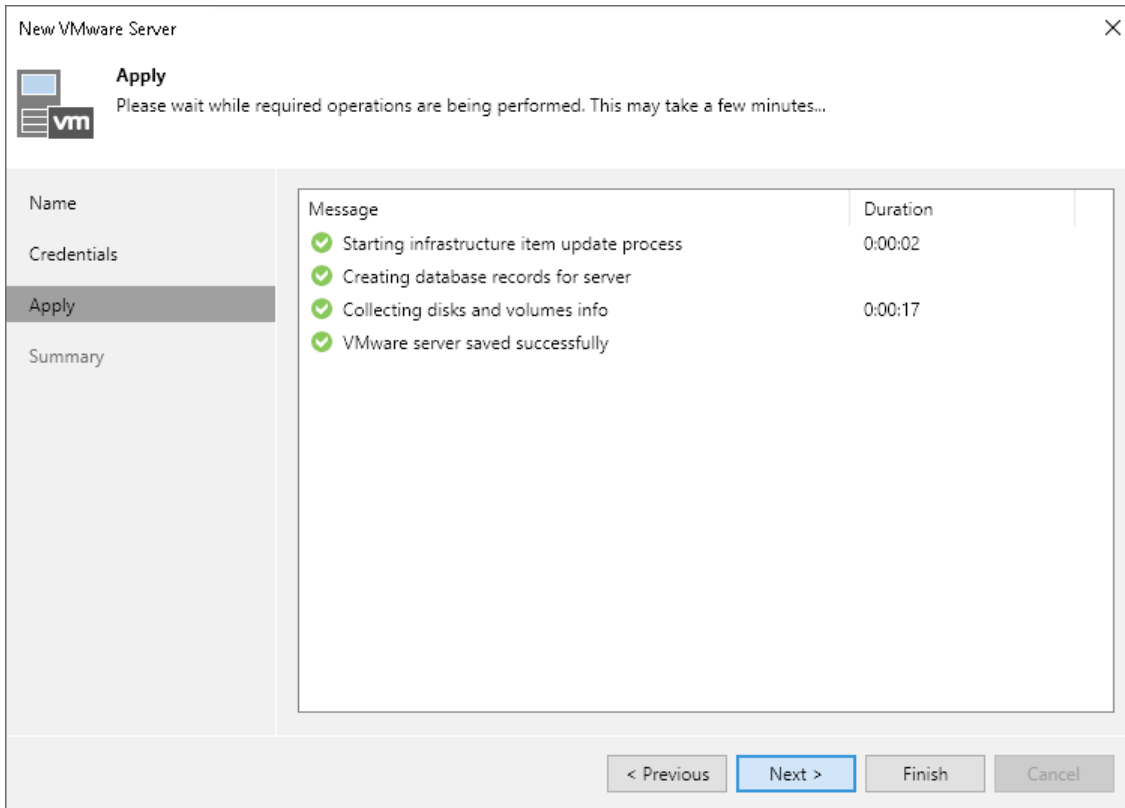 New VMware Server
vm
Apply
Please wait while required operations are being performed. This may take a few minutes...
Name
Credentials
Apply
Summary
Message Duration
Starting infrastructure item update process 0:00:02
Creating database records for server
Collecting disks and volumes info 0:00:17
VMware server saved successfully
< Previous Next > Finish Cancel